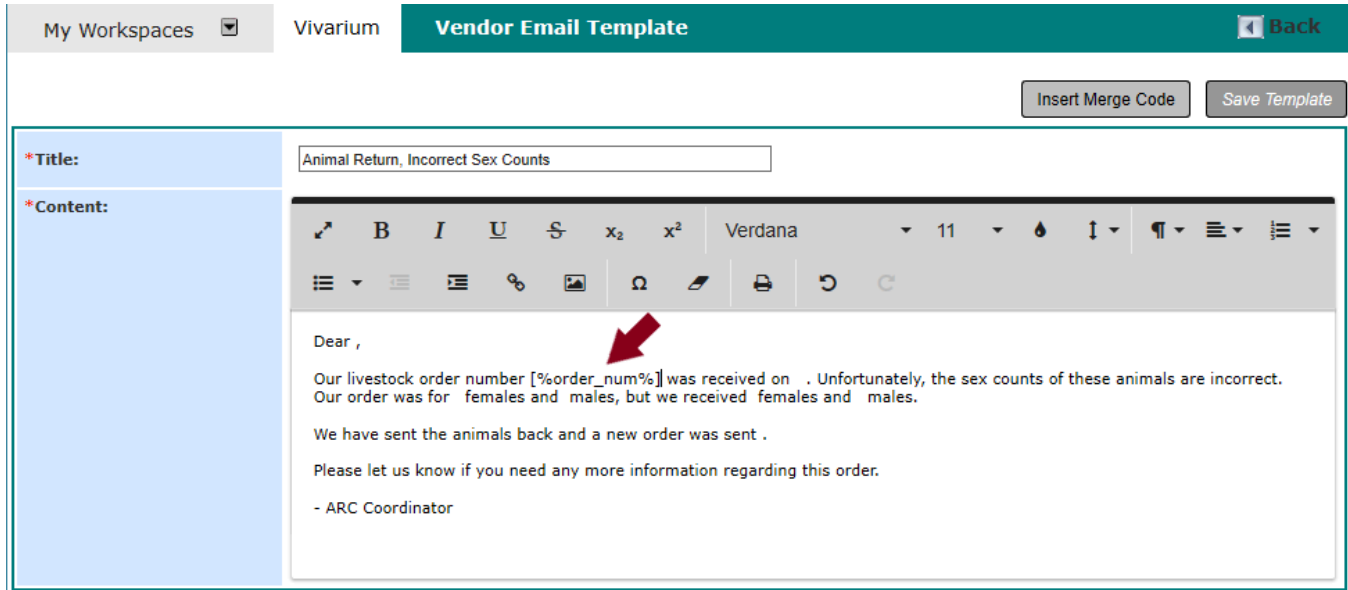 My Workspaces
Vivarium
Vendor Email Template
Back
Insert Merge Code
Save Template
*Title:
Animal Return, Incorrect Sex Counts
*Content:
B I U S x₂ x² Verdana 11
Ω
Dear ,
Our livestock order number [%order_num%] was received on . Unfortunately, the sex counts of these animals are incorrect.
Our order was for females and males, but we received females and males.
We have sent the animals back and a new order was sent .
Please let us know if you need any more information regarding this order.
- ARC Coordinator